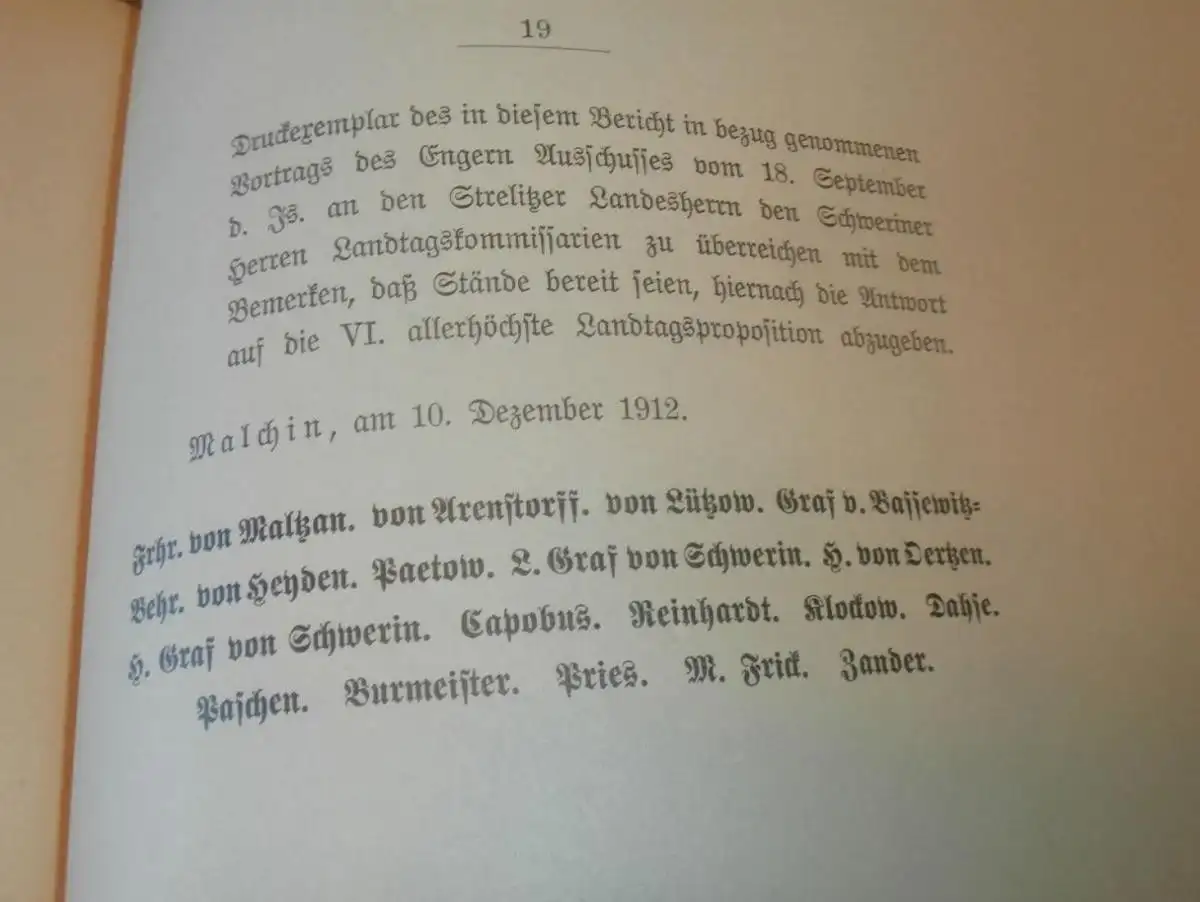 19
Druckexemplar des in diesem Bericht in bezug genommenen
Vortrags des Engern Ausschusses vom 18. September
d. Js. an den Strelitzer Landesherrn den Schweriner
Herren Landtagskommissarien zu überreichen mit dem
Bemerken, daß Stände bereit seien, hiernach die Antwort
auf die VI. allerhöchste Landtagsproposition abzugeben.
Malchin, am 10. Dezember 1912.
Frhr. von Maltzan. von Arenstorff. von Lützow. Graf v. Bassewitz-
Behr. von Heyden. Paetow. L. Graf von Schwerin. H. von Oertzen.
H. Graf von Schwerin. Capobus. Reinhardt. Klockow. Dahse.
Paschen. Burmeister. Pries. M. Frick. Zander.